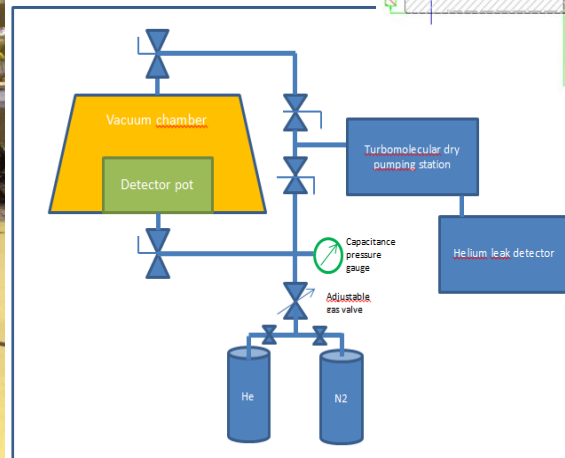 Vacuum chamber
Detector pot
Turbomolecular dry
pumping station
Helium leak detector
Capacitance
pressure
gauge
Adjustable
gas valve
He
N2